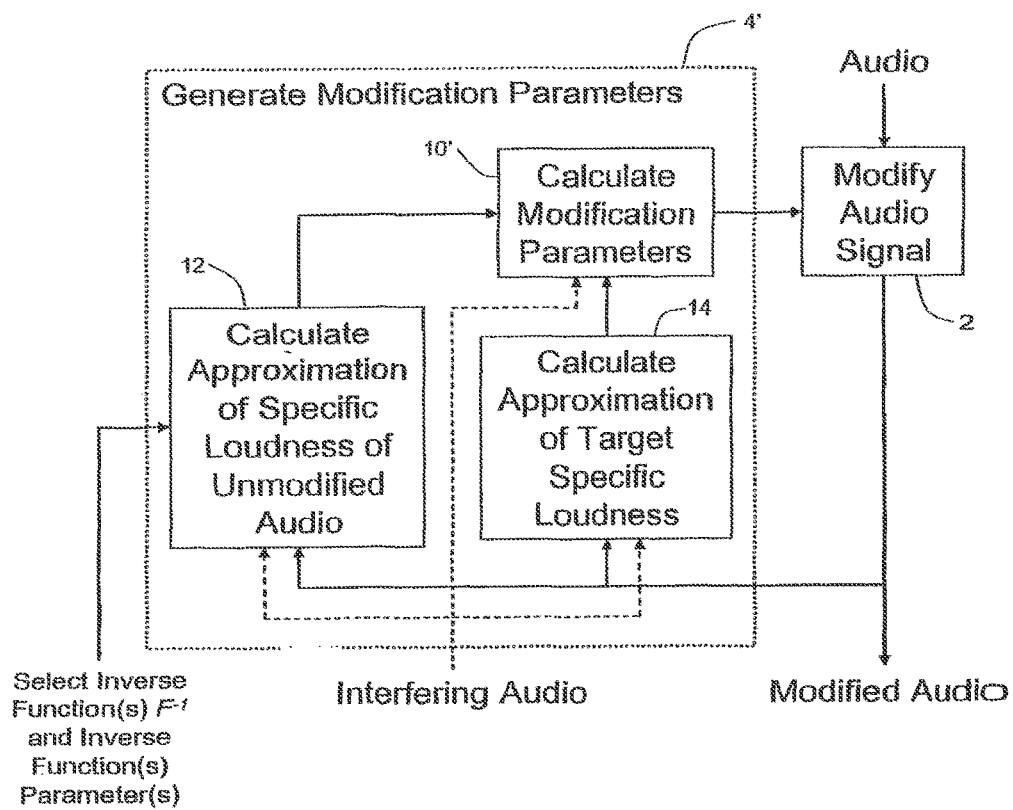 4'
Audio
Generate Modification Parameters
10'
Calculate
Modification
Parameters
Modify
Audio
Signal
2
12
Calculate
Approximation
of Specific
Loudness of
Unmodified
Audio
14
Calculate
Approximation
of Target
Specific
Loudness
Select Inverse
Function(s) F-1
and Inverse
Function(s)
Parameter(s)
Interfering Audio
Modified Audio